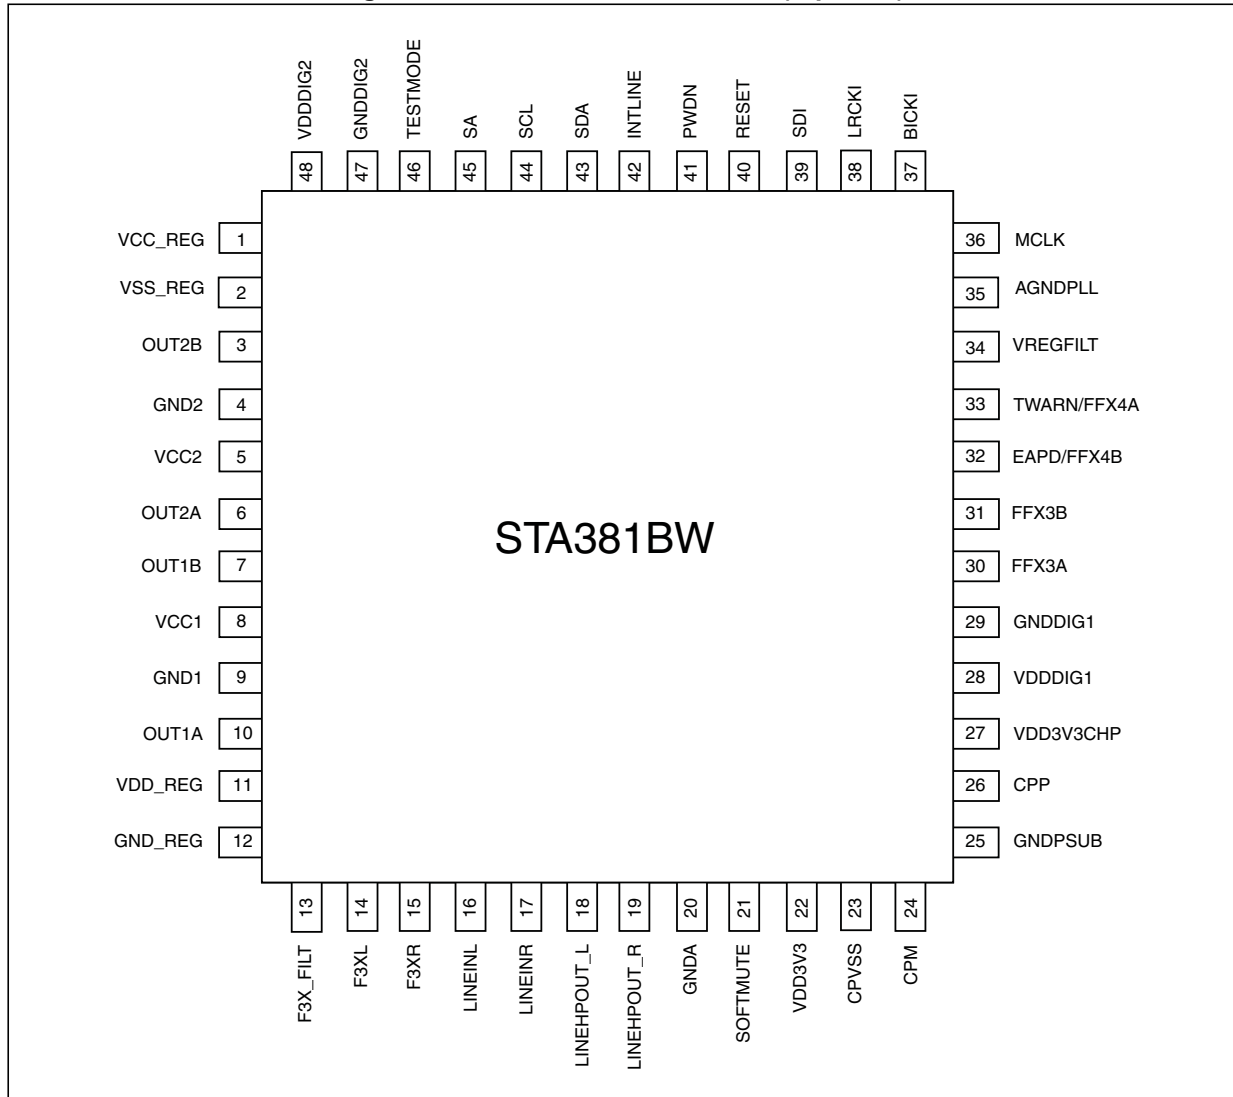 VDDDIG2
GNDDIG2
TESTMODE
SA
SCL
SDA
INTLINE
PWDN
RESET
SDI
LRCKI
BICKI
48
47
46
45
44
43
42
41
40
39
38
37
VCC_REG 1
VSS_REG 2
OUT2B 3
GND2 4
VCC2 5
OUT2A 6
OUT1B 7
VCC1 8
GND1 9
OUT1A 10
VDD_REG 11
GND_REG 12
STA381BW
36 MCLK
35 AGNDPLL
34 VREGFILT
33 TWARN/FFX4A
32 EAPD/FFX4B
31 FFX3B
30 FFX3A
29 GNDDIG1
28 VDDDIG1
27 VDD3V3CHP
26 CPP
25 GNDPSUB
13
14
15
16
17
18
19
20
21
22
23
24
F3X_FILT
F3XL
F3XR
LINEINL
LINEINR
LINEHPOUT_L
LINEHPOUT_R
GNDA
SOFTMUTE
VDD3V3
CPVSS
CPM